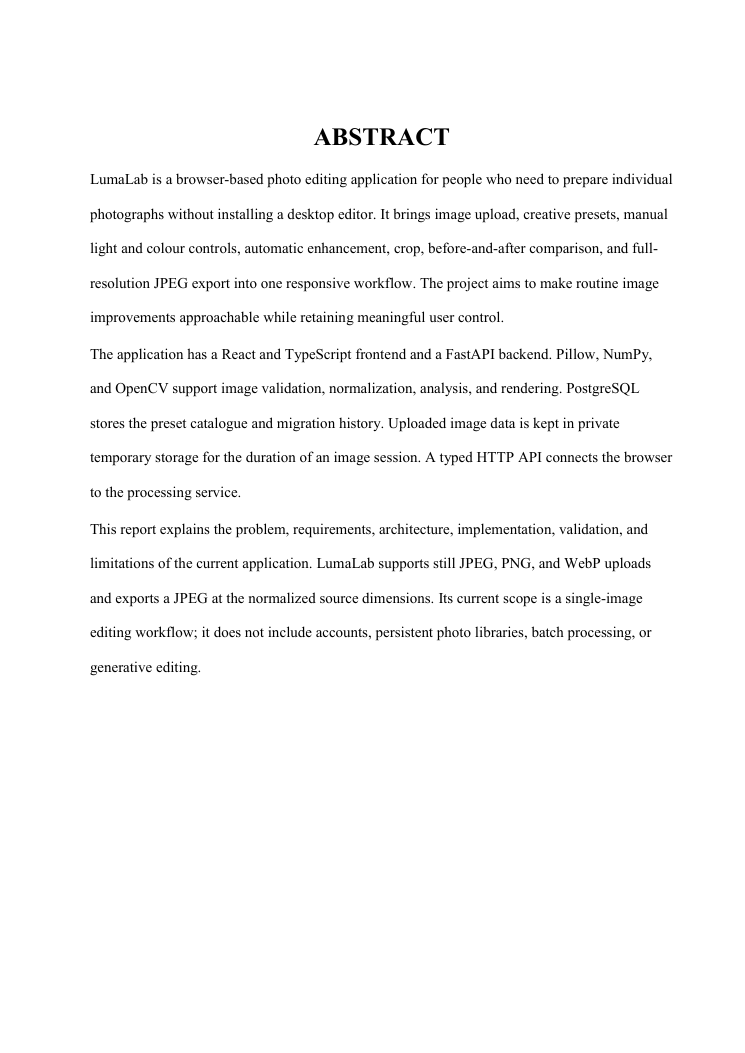 ABSTRACT
LumaLab is a browser-based photo editing application for people who need to prepare individual
photographs without installing a desktop editor. It brings image upload, creative presets, manual
light and colour controls, automatic enhancement, crop, before-and-after comparison, and full-
resolution JPEG export into one responsive workflow. The project aims to make routine image
improvements approachable while retaining meaningful user control.
The application has a React and TypeScript frontend and a FastAPI backend. Pillow, NumPy,
and OpenCV support image validation, normalization, analysis, and rendering. PostgreSQL
stores the preset catalogue and migration history. Uploaded image data is kept in private
temporary storage for the duration of an image session. A typed HTTP API connects the browser
to the processing service.
This report explains the problem, requirements, architecture, implementation, validation, and
limitations of the current application. LumaLab supports still JPEG, PNG, and WebP uploads
and exports a JPEG at the normalized source dimensions. Its current scope is a single-image
editing workflow; it does not include accounts, persistent photo libraries, batch processing, or
generative editing.